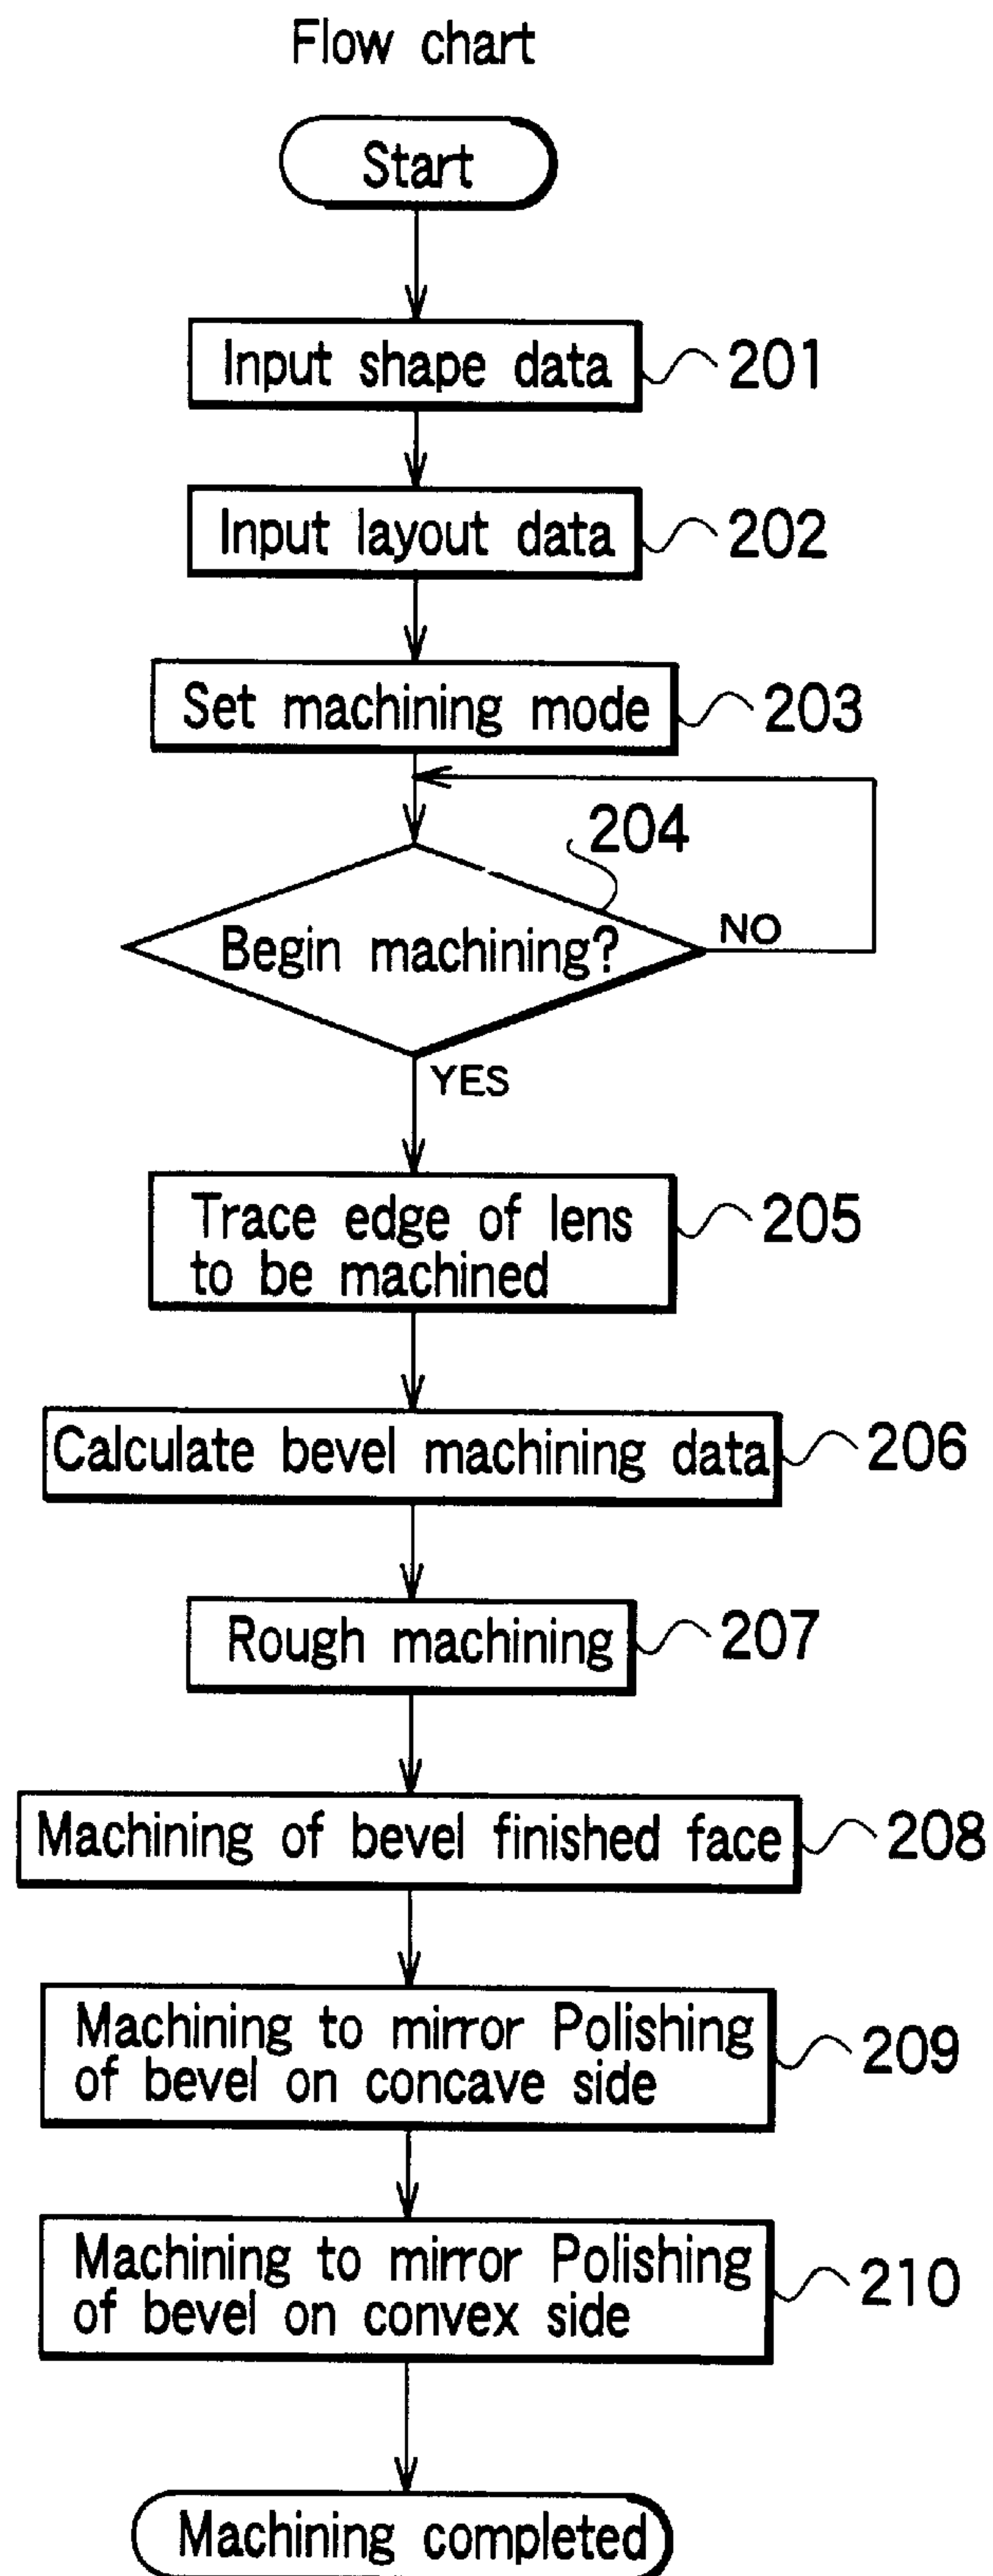 Flow chart
Start
Input shape data
201
Input layout data
202
Set machining mode
203
204
Begin machining?
NO
YES
Trace edge of lens
to be machined
205
Calculate bevel machining data
206
Rough machining
207
Machining of bevel finished face
208
Machining to mirror Polishing
of bevel on concave side
209
Machining to mirror Polishing
of bevel on convex side
210
Machining completed